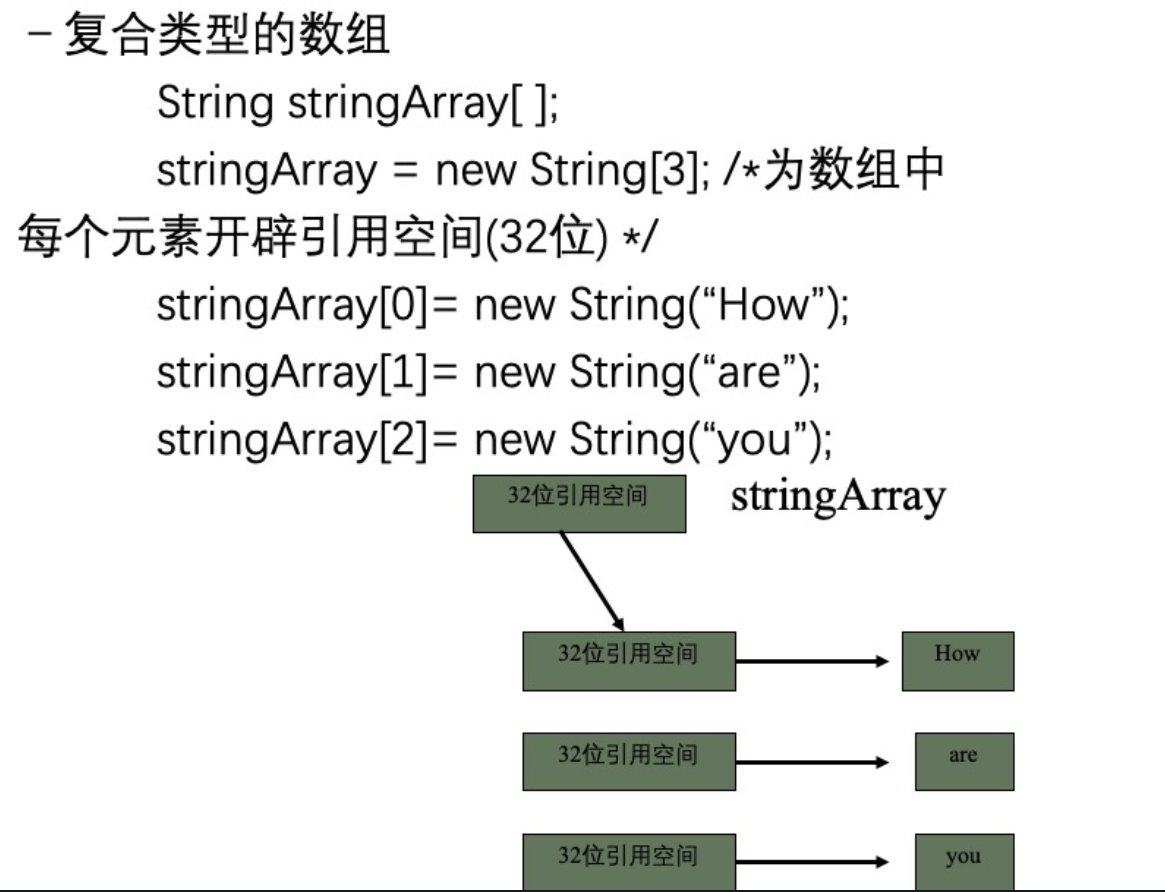 – 复合类型的数组
String stringArray[ ];
stringArray = new String[3]; /*为数组中
每个元素开辟引用空间(32位) */
stringArray[0]= new String(“How”);
stringArray[1]= new String(“are”);
stringArray[2]= new String(“you”);
32位引用空间 stringArray
32位引用空间 How
32位引用空间 are
32位引用空间 you